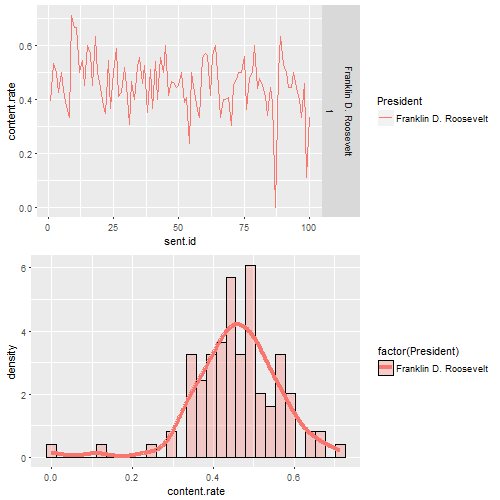 0.6
0.4
0.2
0.0
content.rate
0 25 50 75 100
sent.id
Franklin D. Roosevelt
1
President
Franklin D. Roosevelt
6
4
2
0
density
0.0 0.2 0.4 0.6
content.rate
factor(President)
Franklin D. Roosevelt